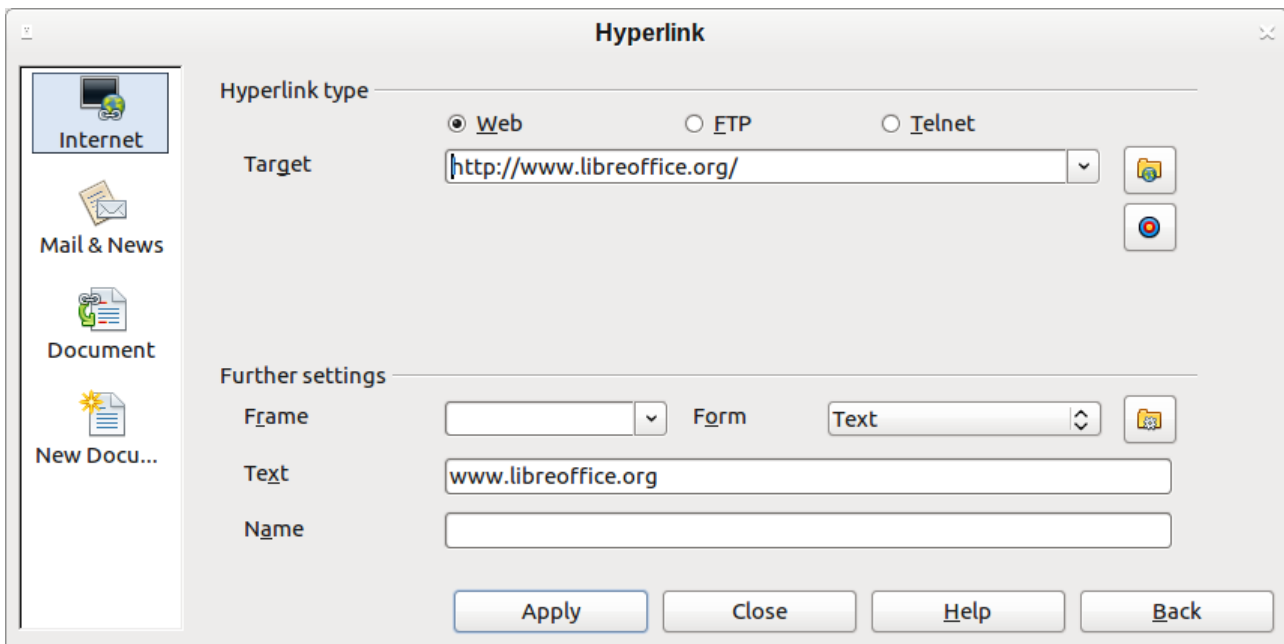 Hyperlink
Internet
Mail & News
Document
New Docu...
Hyperlink type
Web FTP Telnet
Target http://www.libreoffice.org/
Further settings
Frame Form Text
Text www.libreoffice.org
Name
Apply Close Help Back